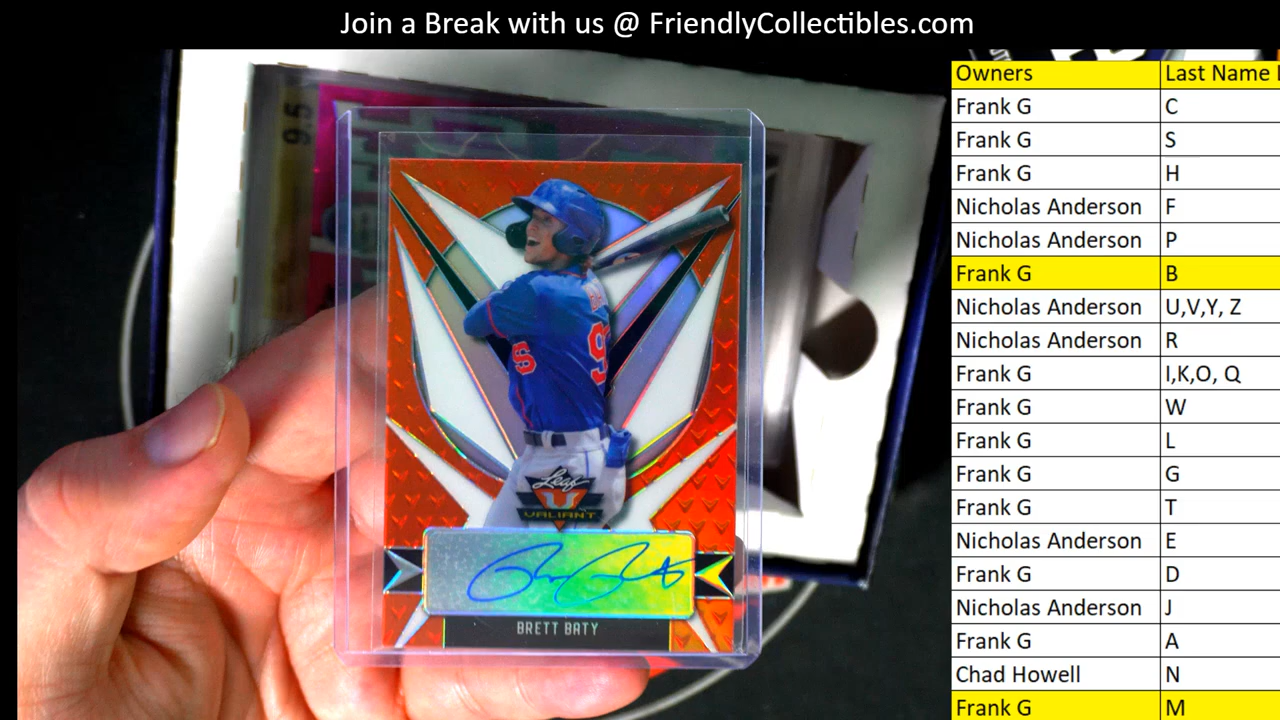 Join a Break with us @ FriendlyCollectibles.com
Owners Last Name
Frank G C
Frank G S
Frank G H
Nicholas Anderson F
Nicholas Anderson P
Frank G B
Nicholas Anderson U,V,Y, Z
Nicholas Anderson R
Frank G I,K,O, Q
Frank G W
Frank G L
Frank G G
Frank G T
Nicholas Anderson E
Frank G D
Nicholas Anderson J
Frank G A
Chad Howell N
Frank G M
9.5
Leaf
VALIANT
BRETT BATY